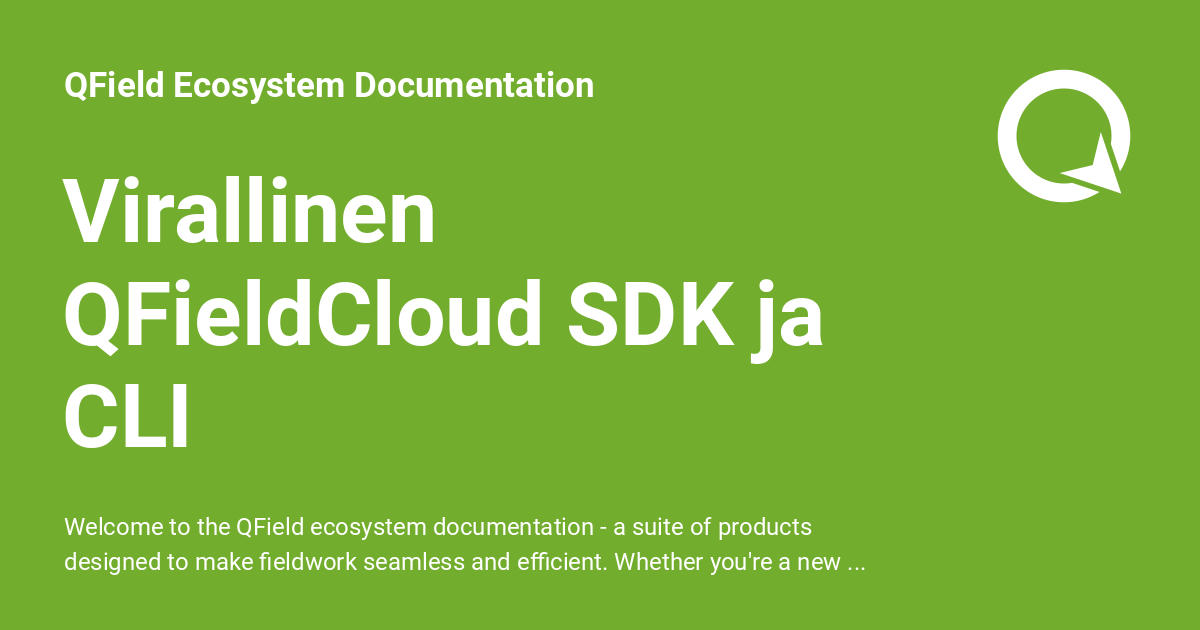 QField Ecosystem Documentation
Virallinen
QFieldCloud SDK ja
CLI
Welcome to the QField ecosystem documentation - a suite of products
designed to make fieldwork seamless and efficient. Whether you're a new ...